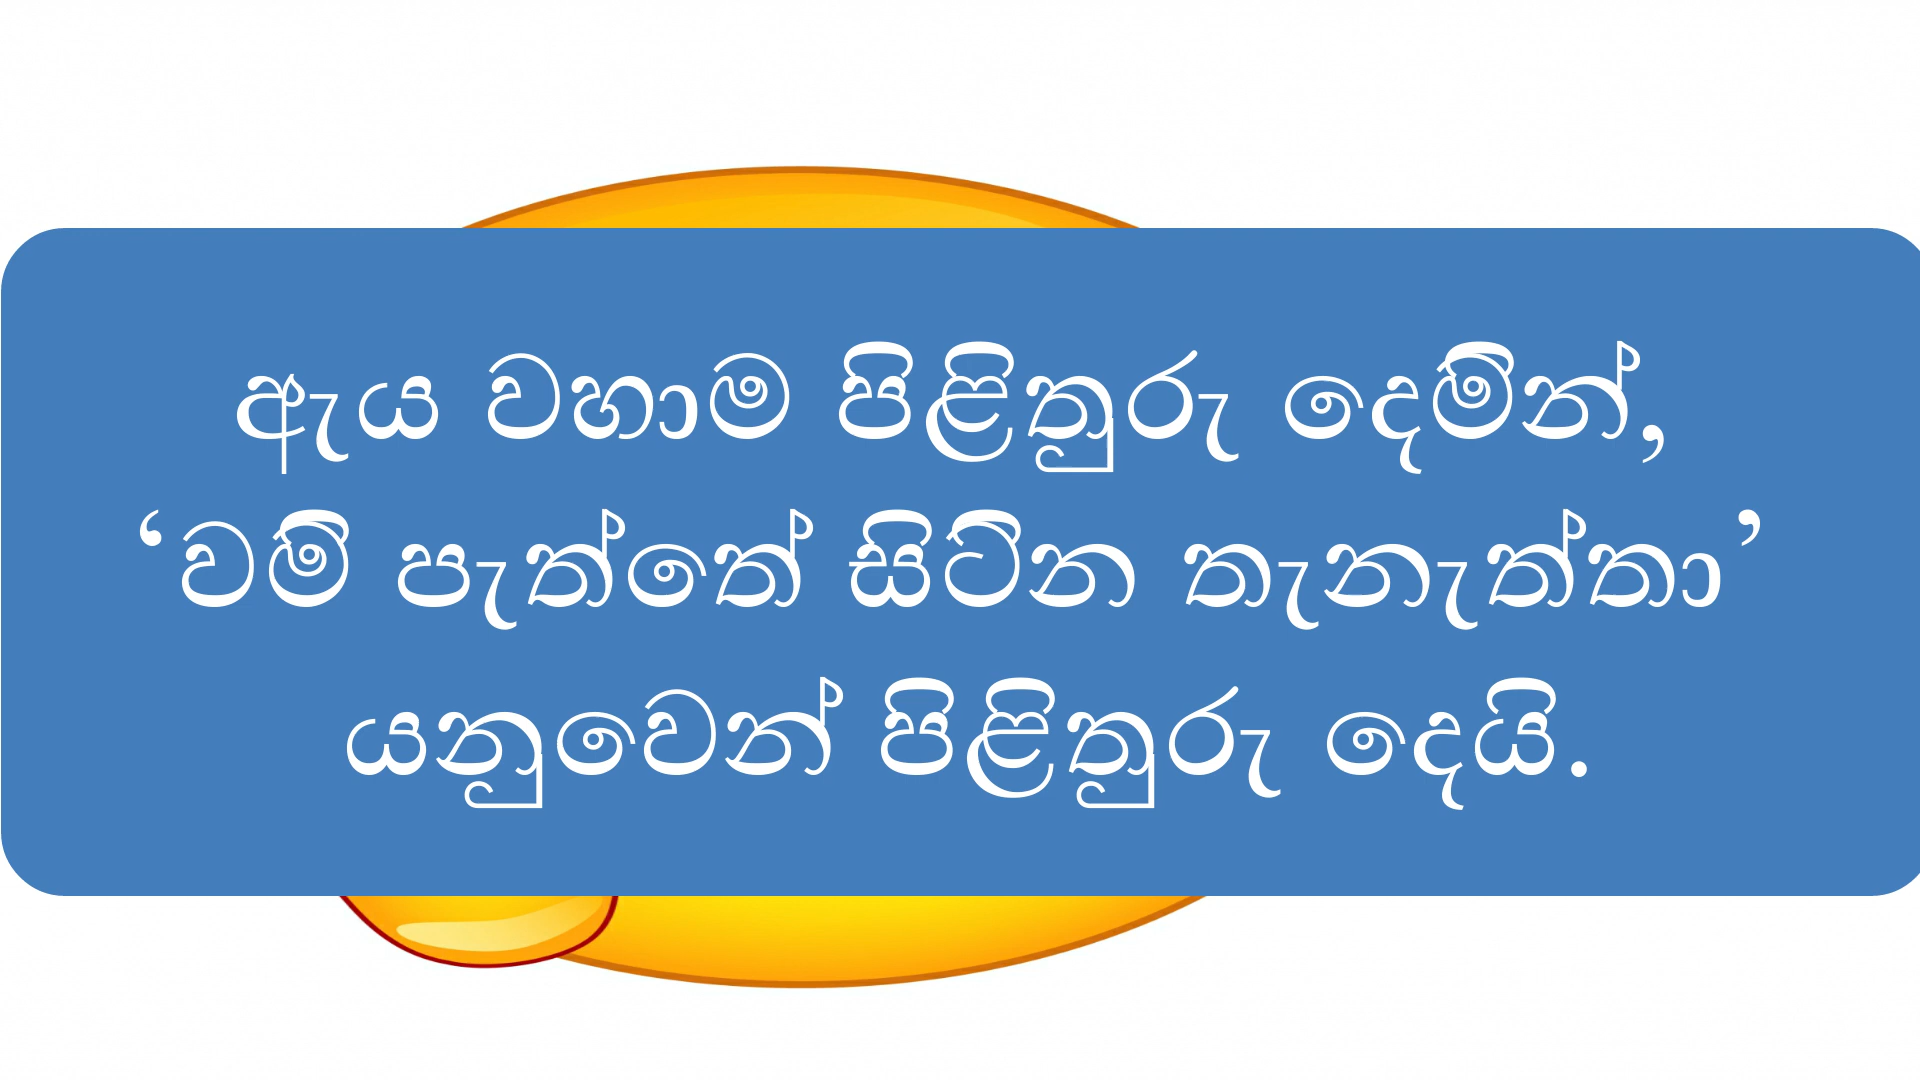 ඇය වහාම පිළිතුරු දෙමින්,
‘වම් පැත්තේ සිටින තැනැත්තා’
යනුවෙන් පිළිතුරු දෙයි.